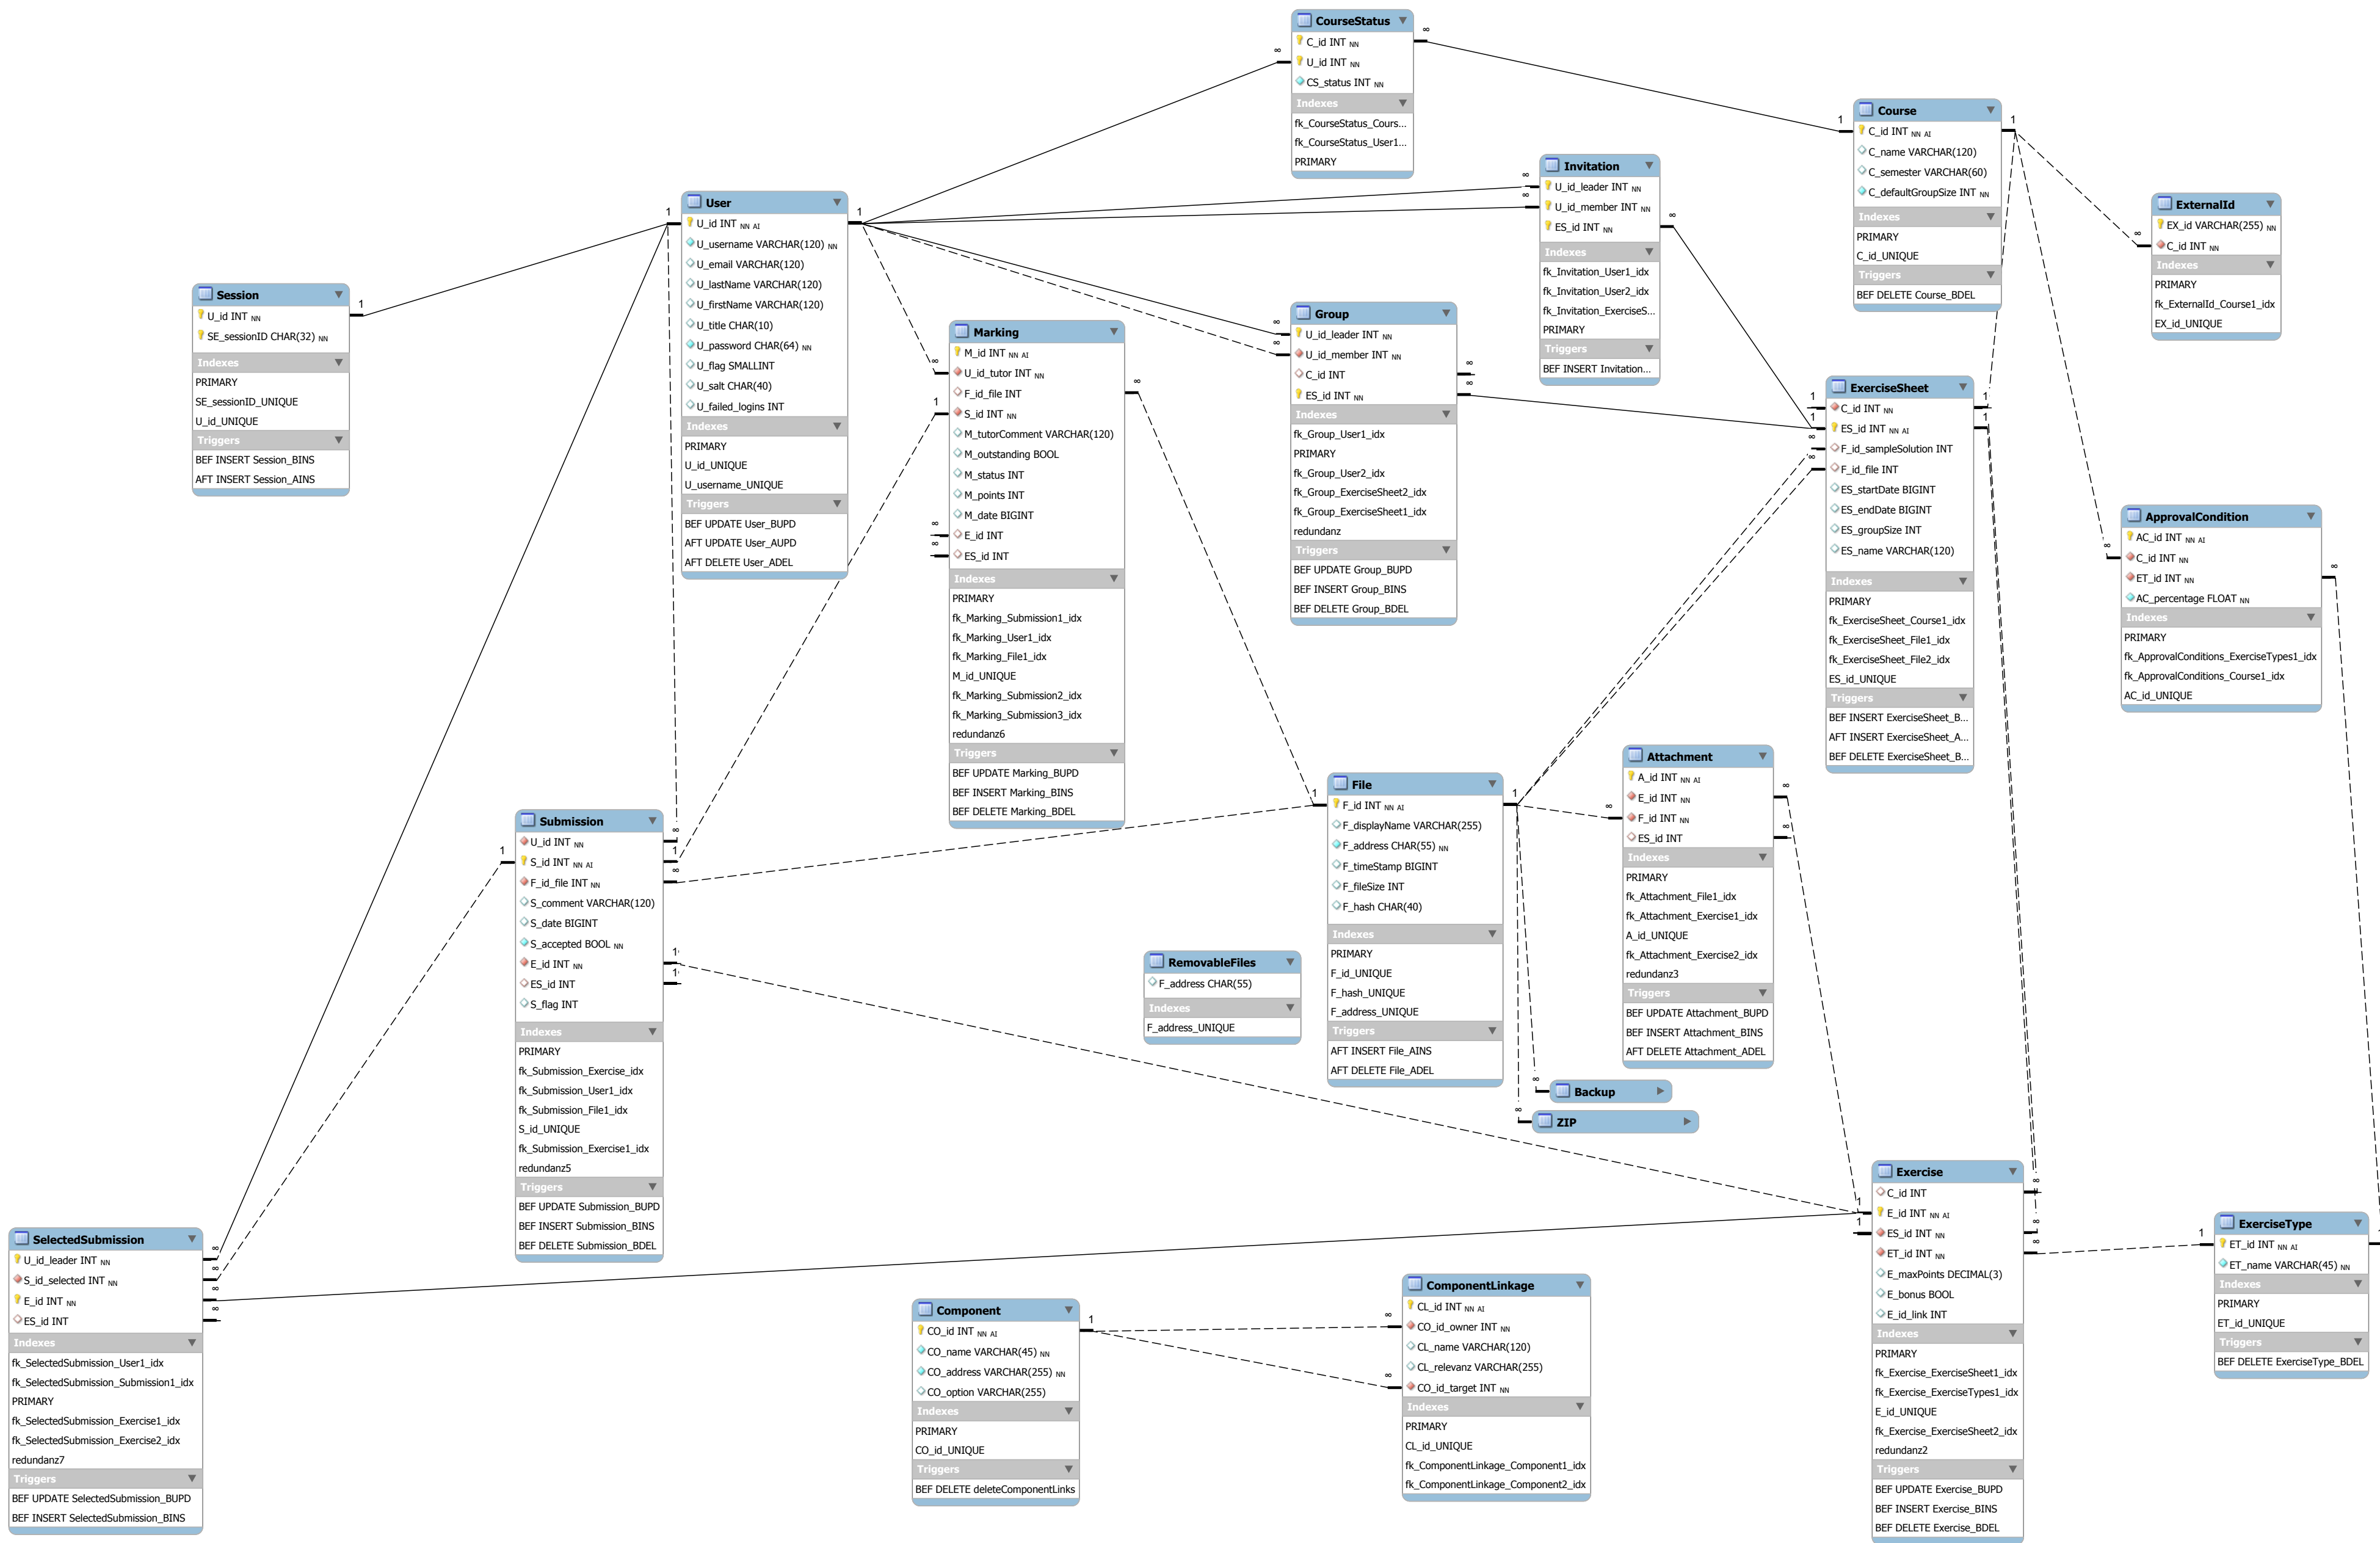 CourseStatus
C_id INT NN
U_id INT NN
CS_status INT NN
Indexes
fk_CourseStatus_Cours...
fk_CourseStatus_User1...
PRIMARY
Course
C_id INT NN AI
C_name VARCHAR(120)
C_semester VARCHAR(60)
C_defaultGroupSize INT NN
Indexes
PRIMARY
C_id_UNIQUE
Triggers
BEF DELETE Course_BDEL
Invitation
U_id_leader INT NN
U_id_member INT NN
ES_id INT NN
Indexes
fk_Invitation_User1_idx
fk_Invitation_User2_idx
fk_Invitation_ExerciseS...
PRIMARY
Triggers
BEF INSERT Invitation...
ExternalId
EX_id VARCHAR(255) NN
C_id INT NN
Indexes
PRIMARY
fk_ExternalId_Course1_idx
EX_id_UNIQUE
User
U_id INT NN AI
U_username VARCHAR(120) NN
U_email VARCHAR(120)
U_lastName VARCHAR(120)
U_firstName VARCHAR(120)
U_title CHAR(10)
U_password CHAR(64) NN
U_flag SMALLINT
U_salt CHAR(40)
U_failed_logins INT
Indexes
PRIMARY
U_id_UNIQUE
U_username_UNIQUE
Triggers
BEF UPDATE User_BUPD
AFT UPDATE User_AUPD
AFT DELETE User_ADEL
Session
U_id INT NN
SE_sessionID CHAR(32) NN
Indexes
PRIMARY
SE_sessionID_UNIQUE
U_id_UNIQUE
Triggers
BEF INSERT Session_BINS
AFT INSERT Session_AINS
Marking
M_id INT NN AI
U_id_tutor INT NN
F_id_file INT
S_id INT NN
M_tutorComment VARCHAR(120)
M_outstanding BOOL
M_status INT
M_points INT
M_date BIGINT
E_id INT
ES_id INT
Indexes
PRIMARY
fk_Marking_Submission1_idx
fk_Marking_User1_idx
fk_Marking_File1_idx
M_id_UNIQUE
fk_Marking_Submission2_idx
fk_Marking_Submission3_idx
redundanz6
Triggers
BEF UPDATE Marking_BUPD
BEF INSERT Marking_BINS
BEF DELETE Marking_BDEL
Group
U_id_leader INT NN
U_id_member INT NN
C_id INT
ES_id INT NN
Indexes
fk_Group_User1_idx
PRIMARY
fk_Group_User2_idx
fk_Group_ExerciseSheet2_idx
fk_Group_ExerciseSheet1_idx
redundanz
Triggers
BEF UPDATE Group_BUPD
BEF INSERT Group_BINS
BEF DELETE Group_BDEL
ExerciseSheet
C_id INT NN
ES_id INT NN AI
F_id_sampleSolution INT
F_id_file INT
ES_startDate BIGINT
ES_endDate BIGINT
ES_groupSize INT
ES_name VARCHAR(120)
Indexes
PRIMARY
fk_ExerciseSheet_Course1_idx
fk_ExerciseSheet_File1_idx
fk_ExerciseSheet_File2_idx
ES_id_UNIQUE
Triggers
BEF INSERT ExerciseSheet_B...
AFT INSERT ExerciseSheet_A...
BEF DELETE ExerciseSheet_B...
ApprovalCondition
AC_id INT NN AI
C_id INT NN
ET_id INT NN
AC_percentage FLOAT NN
Indexes
PRIMARY
fk_ApprovalConditions_ExerciseTypes1_idx
fk_ApprovalConditions_Course1_idx
AC_id_UNIQUE
Submission
U_id INT NN
S_id INT NN AI
F_id_file INT NN
S_comment VARCHAR(120)
S_date BIGINT
S_accepted BOOL NN
E_id INT NN
ES_id INT
S_flag INT
Indexes
PRIMARY
fk_Submission_Exercise_idx
fk_Submission_User1_idx
fk_Submission_File1_idx
S_id_UNIQUE
fk_Submission_Exercise1_idx
redundanz5
Triggers
BEF UPDATE Submission_BUPD
BEF INSERT Submission_BINS
BEF DELETE Submission_BDEL
File
F_id INT NN AI
F_displayName VARCHAR(255)
F_address CHAR(55) NN
F_timeStamp BIGINT
F_fileSize INT
F_hash CHAR(40)
Indexes
PRIMARY
F_id_UNIQUE
F_hash_UNIQUE
F_address_UNIQUE
Triggers
AFT INSERT File_AINS
AFT DELETE File_ADEL
Attachment
A_id INT NN AI
E_id INT NN
F_id INT NN
ES_id INT
Indexes
PRIMARY
fk_Attachment_File1_idx
fk_Attachment_Exercise1_idx
A_id_UNIQUE
fk_Attachment_Exercise2_idx
redundanz3
Triggers
BEF UPDATE Attachment_BUPD
BEF INSERT Attachment_BINS
AFT DELETE Attachment_ADEL
RemovableFiles
F_address CHAR(55)
Indexes
F_address_UNIQUE
Backup
ZIP
Exercise
C_id INT
E_id INT NN AI
ES_id INT NN
ET_id INT NN
E_maxPoints DECIMAL(3)
E_bonus BOOL
E_id_link INT
Indexes
PRIMARY
fk_Exercise_ExerciseSheet1_idx
fk_Exercise_ExerciseTypes1_idx
E_id_UNIQUE
fk_Exercise_ExerciseSheet2_idx
redundanz2
Triggers
BEF UPDATE Exercise_BUPD
BEF INSERT Exercise_BINS
BEF DELETE Exercise_BDEL
ExerciseType
ET_id INT NN AI
ET_name VARCHAR(45) NN
Indexes
PRIMARY
ET_id_UNIQUE
Triggers
BEF DELETE ExerciseType_BDEL
SelectedSubmission
U_id_leader INT NN
S_id_selected INT NN
E_id INT NN
ES_id INT
Indexes
fk_SelectedSubmission_User1_idx
fk_SelectedSubmission_Submission1_idx
PRIMARY
fk_SelectedSubmission_Exercise1_idx
fk_SelectedSubmission_Exercise2_idx
redundanz7
Triggers
BEF UPDATE SelectedSubmission_BUPD
BEF INSERT SelectedSubmission_BINS
Component
CO_id INT NN AI
CO_name VARCHAR(45) NN
CO_address VARCHAR(255) NN
CO_option VARCHAR(255)
Indexes
PRIMARY
CO_id_UNIQUE
Triggers
BEF DELETE deleteComponentLinks
ComponentLinkage
CL_id INT NN AI
CO_id_owner INT NN
CL_name VARCHAR(120)
CL_relevanz VARCHAR(255)
CO_id_target INT NN
Indexes
PRIMARY
CL_id_UNIQUE
fk_ComponentLinkage_Component1_idx
fk_ComponentLinkage_Component2_idx